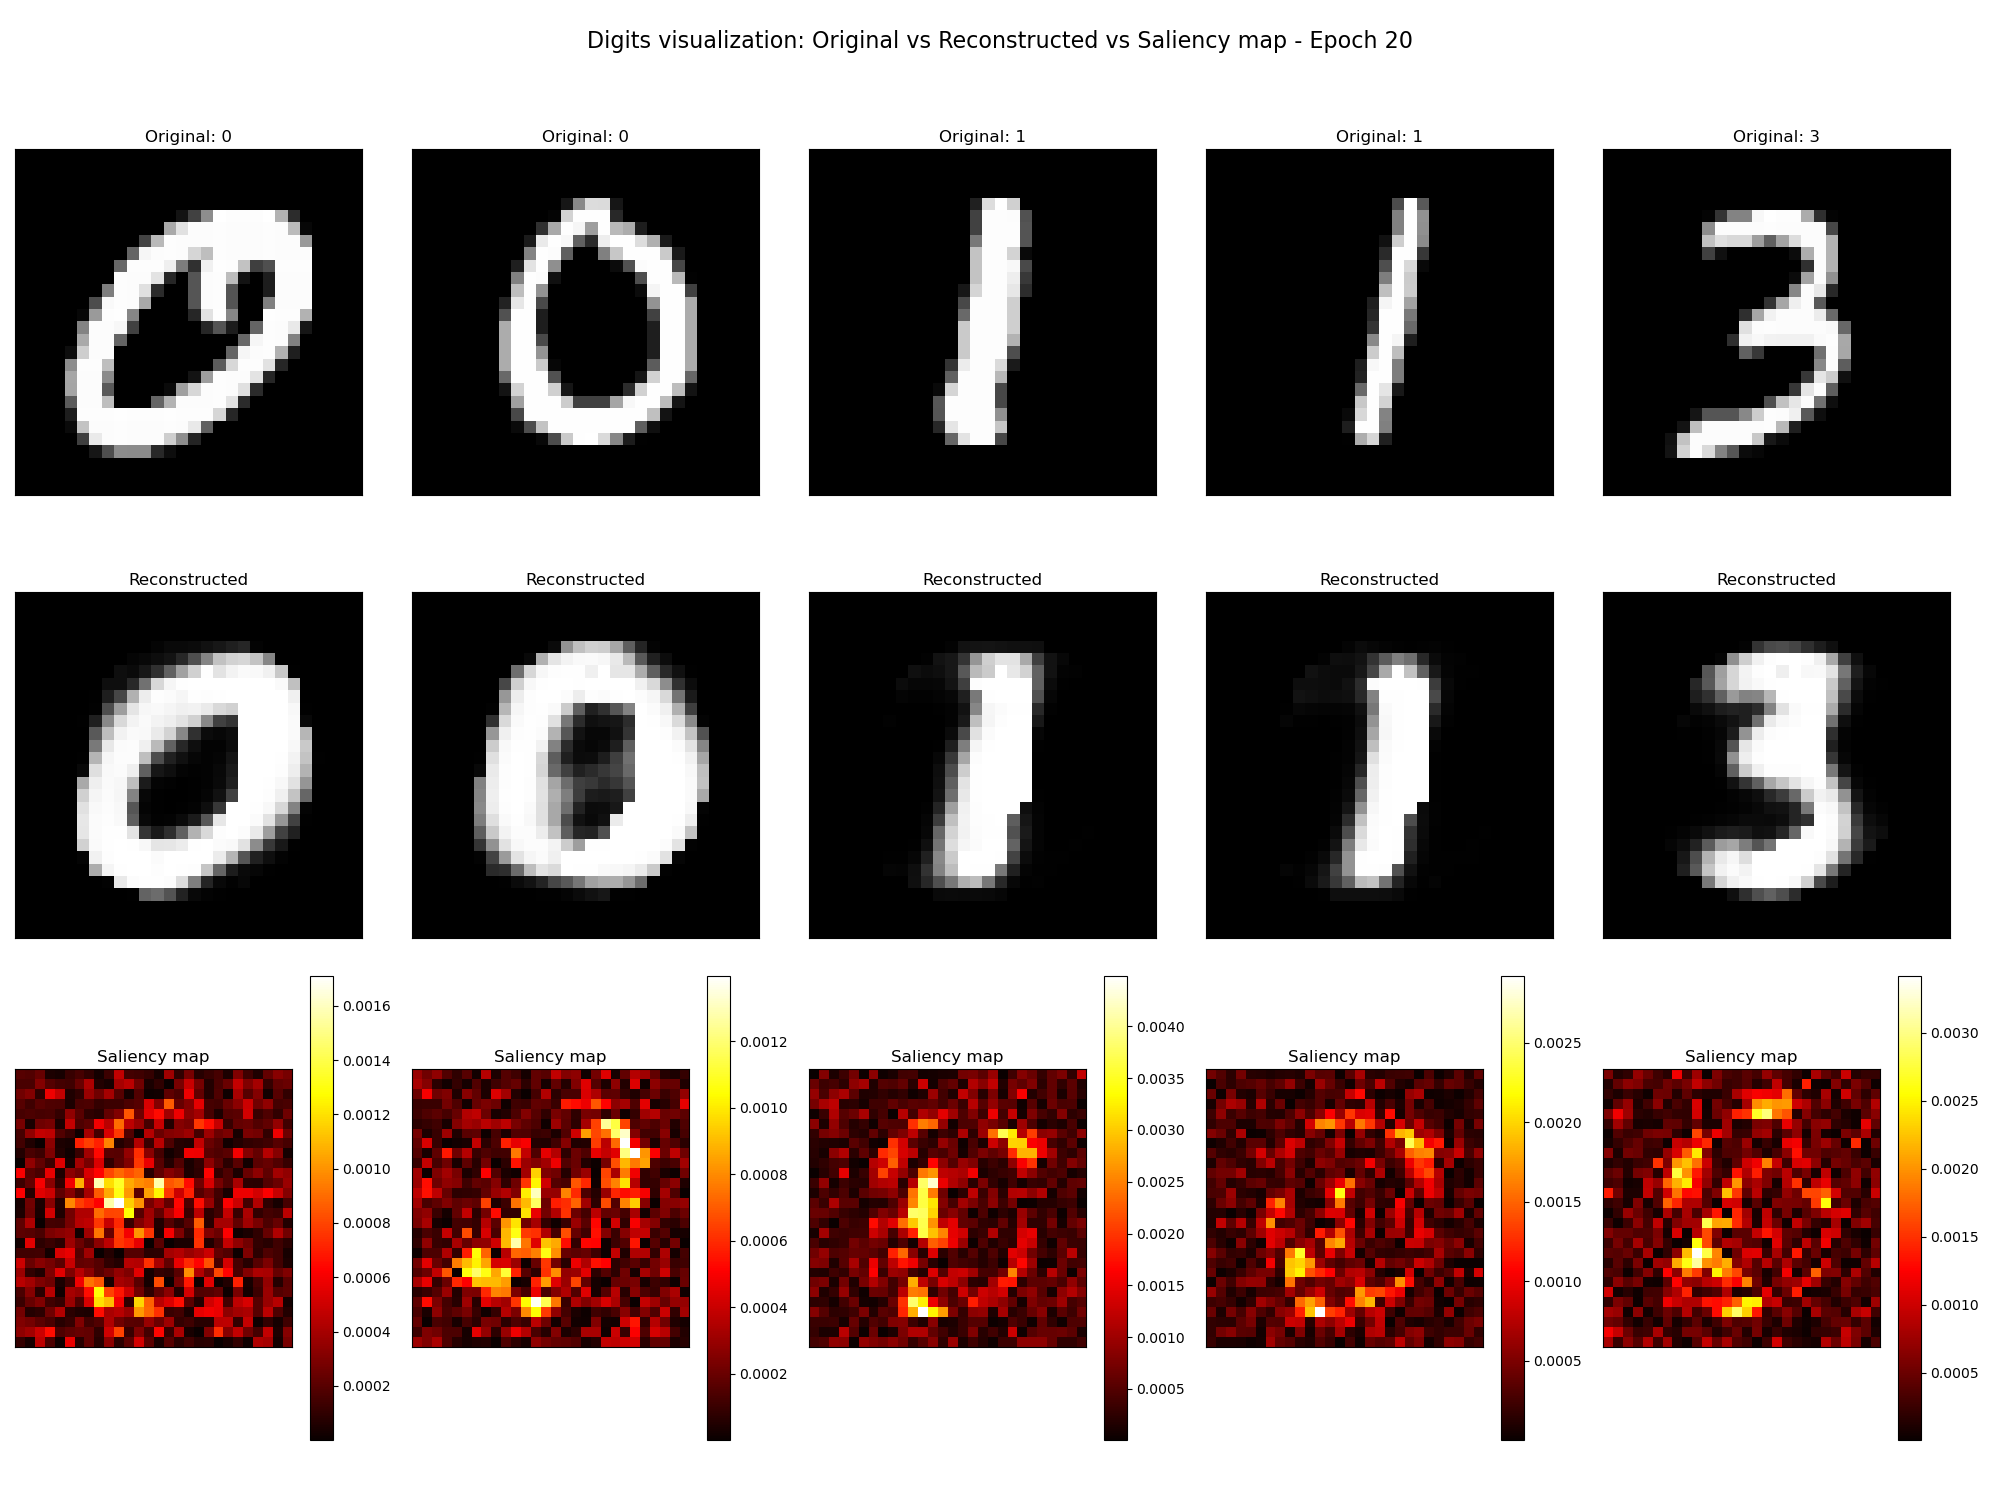 Digits visualization: Original vs Reconstructed vs Saliency map - Epoch 20
Original: 0
Original: 0
Original: 1
Original: 1
Original: 3
Reconstructed
Reconstructed
Reconstructed
Reconstructed
Reconstructed
Saliency map
0.0016
0.0014
0.0012
0.0010
0.0008
0.0006
0.0004
0.0002
Saliency map
0.0012
0.0010
0.0008
0.0006
0.0004
0.0002
Saliency map
0.0040
0.0035
0.0030
0.0025
0.0020
0.0015
0.0010
0.0005
Saliency map
0.0025
0.0020
0.0015
0.0010
0.0005
Saliency map
0.0030
0.0025
0.0020
0.0015
0.0010
0.0005